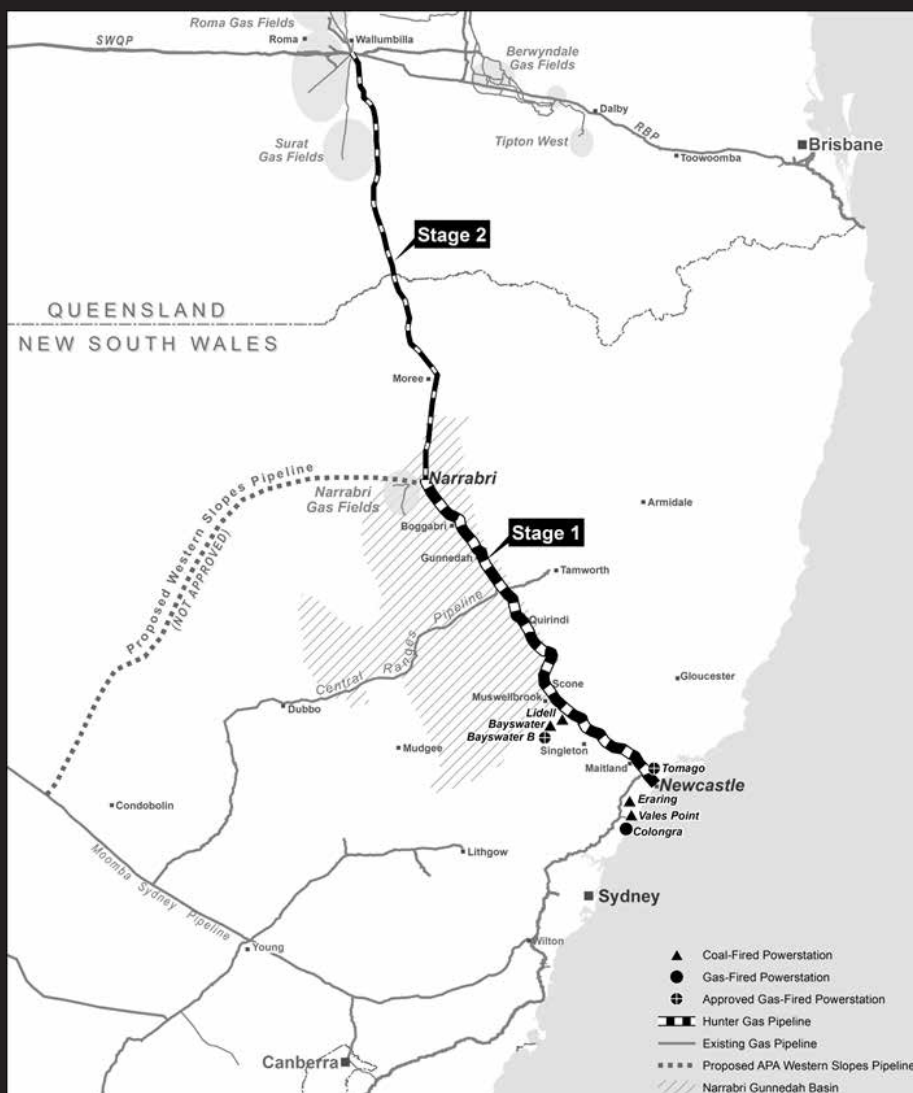 Roma Gas Fields
SWQP
Roma
Wallumbilla
Berwyndale
Gas Fields
Dalby
Surat
Gas Fields
Tipton West
RBP
Toowoomba
Brisbane
Stage 2
QUEENSLAND
NEW SOUTH WALES
Moree
Proposed Western Slopes Pipeline
(NOT APPROVED)
Narrabri
Narrabri
Gas Fields
Armidale
Boggabri
Stage 1
Gunnedah
Tamworth
Central Ranges Pipeline
Quirindi
Gloucester
Scone
Muswellbrook
Lidell
Bayswater
Bayswater B
Dubbo
Mudgee
Singleton
Maitland
Tomago
Newcastle
Condobolin
Eraring
Vales Point
Colongra
Lithgow
Moomba Sydney Pipeline
Sydney
Young
Wilton
Canberra
Coal-Fired Powerstation
Gas-Fired Powerstation
Approved Gas-Fired Powerstation
Hunter Gas Pipeline
Existing Gas Pipeline
Proposed APA Western Slopes Pipeline
Narrabri Gunnedah Basin